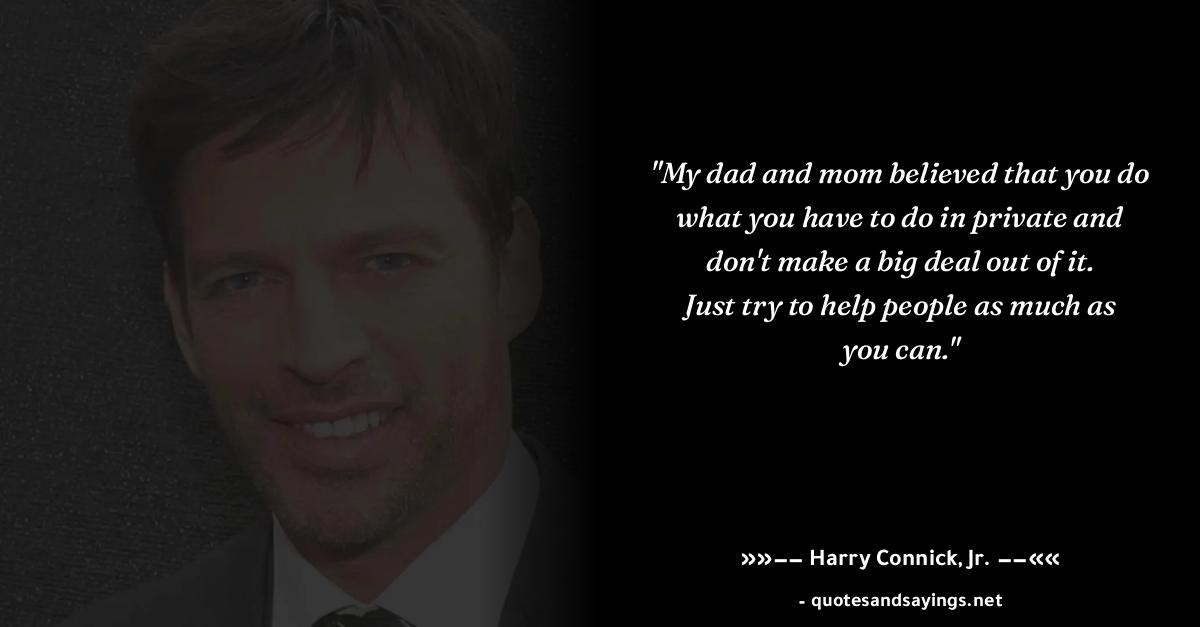 "My dad and mom believed that you do
what you have to do in private and
don't make a big deal out of it.
Just try to help people as much as
you can."
»»–– Harry Connick, Jr. ––««
- quotesandsayings.net